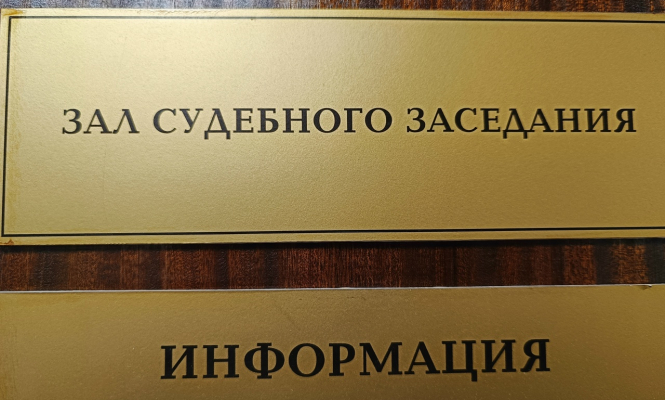 ЗАЛ СУДЕБНОГО ЗАСЕДАНИЯ
ИНФОРМАЦИЯ